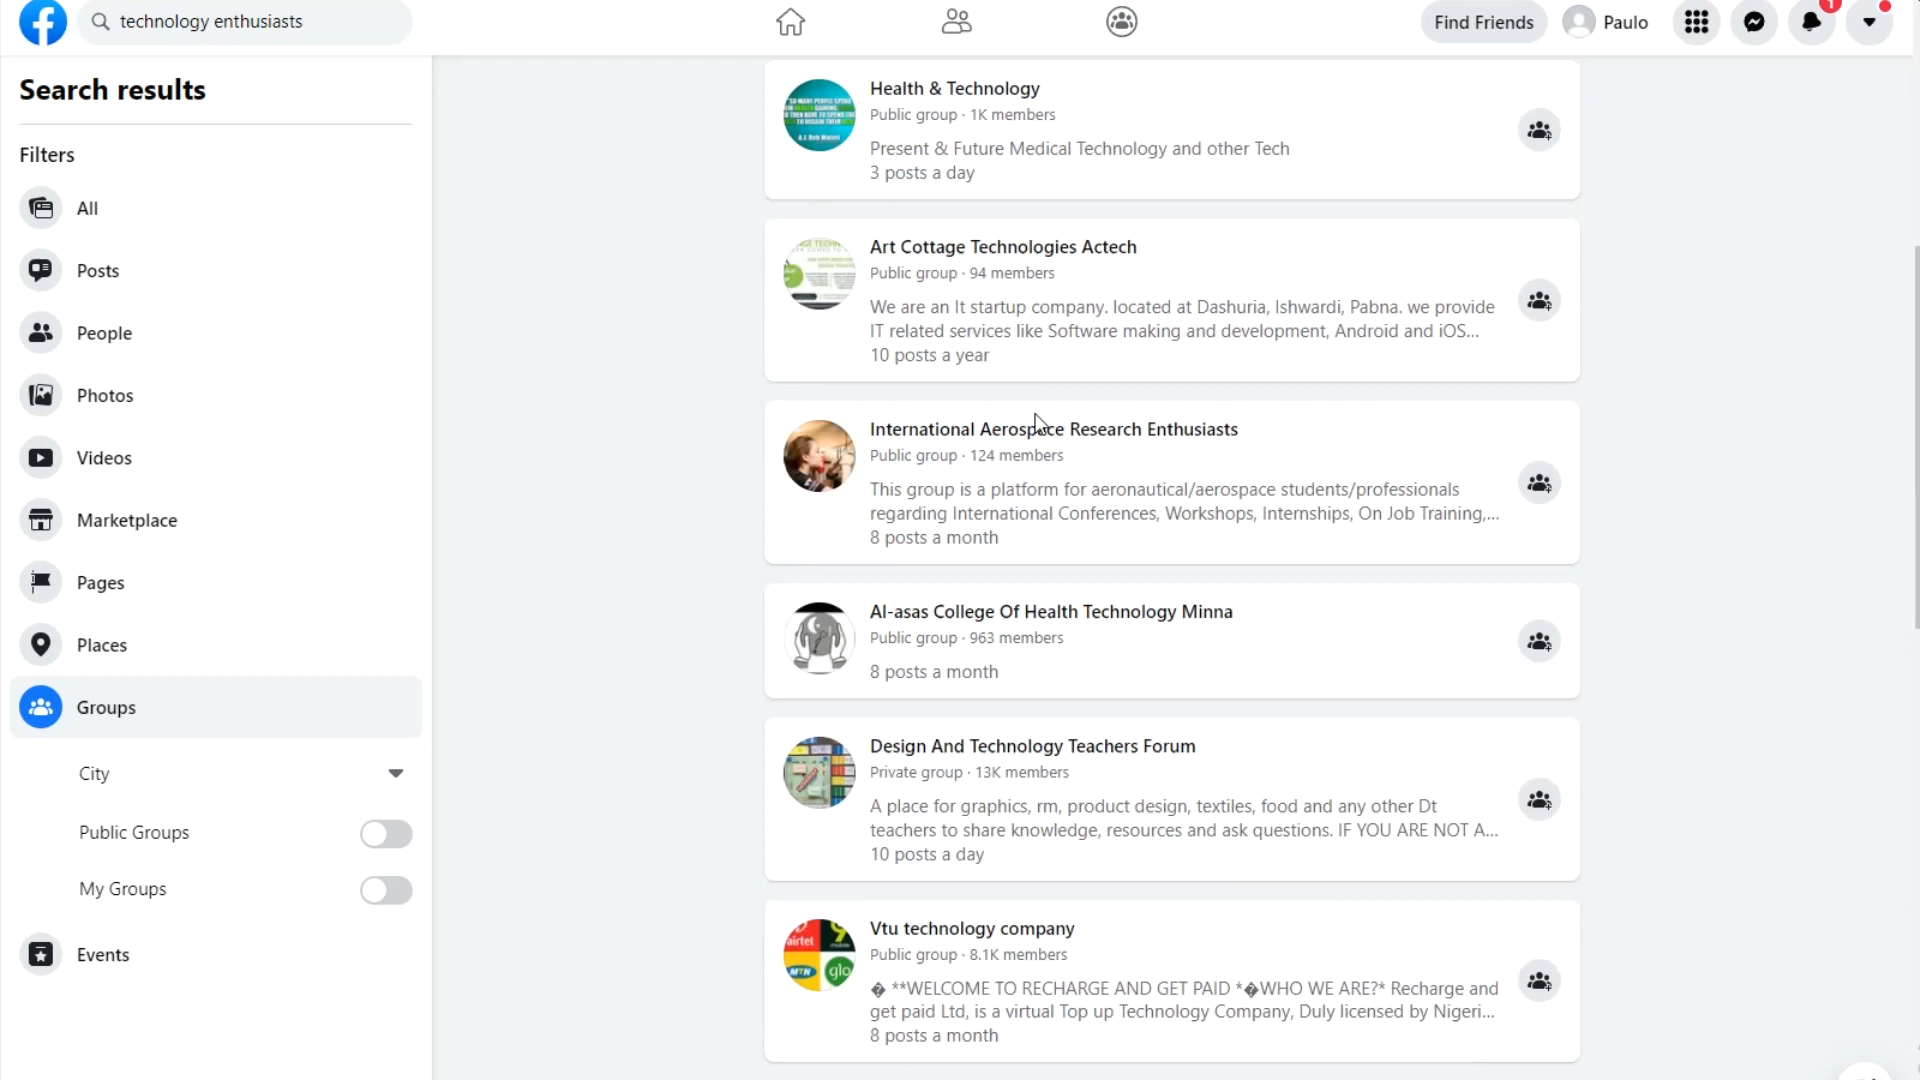 technology enthusiasts
Find Friends
Paulo
1
Search results
Filters
All
Posts
People
Photos
Videos
Marketplace
Pages
Places
Groups
City
Public Groups
My Groups
Events
Health & Technology
Public group · 1K members
Present & Future Medical Technology and other Tech
3 posts a day
Art Cottage Technologies Actech
Public group · 94 members
We are an It startup company. located at Dashuria, Ishwardi, Pabna. we provide
IT related services like Software making and development, Android and iOS...
10 posts a year
International Aerospace Research Enthusiasts
Public group · 124 members
This group is a platform for aeronautical/aerospace students/professionals
regarding International Conferences, Workshops, Internships, On Job Training,...
8 posts a month
Al-asas College Of Health Technology Minna
Public group · 963 members
8 posts a month
Design And Technology Teachers Forum
Private group · 13K members
A place for graphics, rm, product design, textiles, food and any other Dt
teachers to share knowledge, resources and ask questions. IF YOU ARE NOT A...
10 posts a day
airtel
9
mobile
MTN
glo
Vtu technology company
Public group · 8.1K members
� **WELCOME TO RECHARGE AND GET PAID *�WHO WE ARE?* Recharge and
get paid Ltd, is a virtual Top up Technology Company, Duly licensed by Nigeri...
8 posts a month